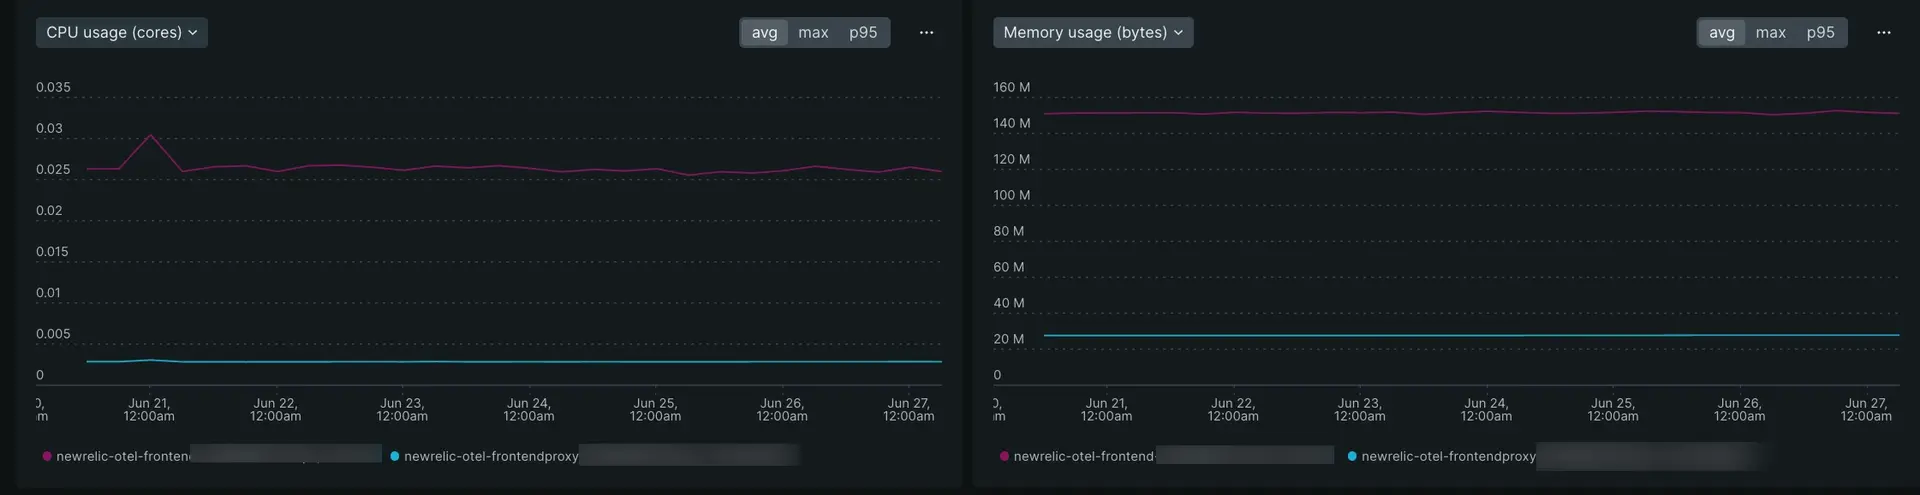 CPU usage (cores)
avg max p95
...
0.035
0.03
0.025
0.02
0.015
0.01
0.005
0
0,
m
Jun 21,
12:00am
Jun 22,
12:00am
Jun 23,
12:00am
Jun 24,
12:00am
Jun 25,
12:00am
Jun 26,
12:00am
Jun 27,
12:00am
newrelic-otel-fronten
newrelic-otel-frontendproxy
Memory usage (bytes)
avg max p95
...
160 M
140 M
120 M
100 M
80 M
60 M
40 M
20 M
0
0,
m
Jun 21,
12:00am
Jun 22,
12:00am
Jun 23,
12:00am
Jun 24,
12:00am
Jun 25,
12:00am
Jun 26,
12:00am
Jun 27,
12:00am
newrelic-otel-frontend-
newrelic-otel-frontendproxy